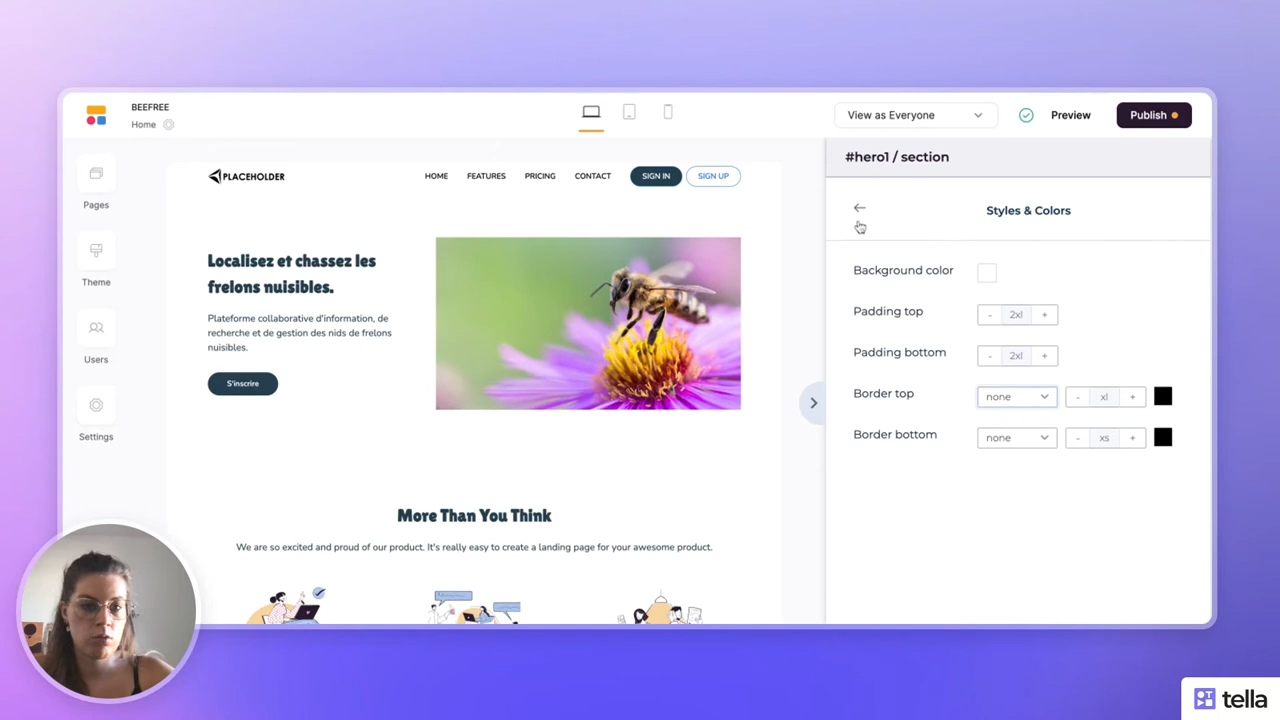 BEEFREE
Home
View as Everyone
Preview
Publish
Pages
Theme
Users
Settings
PLACEHOLDER
HOME
FEATURES
PRICING
CONTACT
SIGN IN
SIGN UP
Localisez et chassez les
frelons nuisibles.
Plateforme collaborative d'information, de
recherche et de gestion des nids de frelons
nuisibles.
S'inscrire
More Than You Think
We are so excited and proud of our product. It's really easy to create a landing page for your awesome product.
#hero1 / section
Styles & Colors
Background color
Padding top
- 2xl +
Padding bottom
- 2xl +
Border top
none
- xl +
Border bottom
none
- xs +
tella